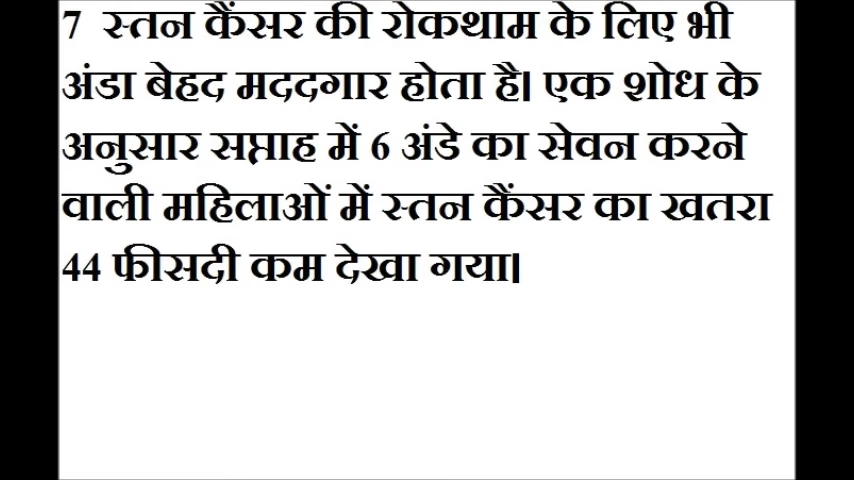 7 स्तन कैंसर की रोकथाम के लिए भी
अंडा बेहद मददगार होता है। एक शोध के
अनुसार सप्ताह में 6 अंडे का सेवन करने
वाली महिलाओं में स्तन कैंसर का खतरा
44 फीसदी कम देखा गया।